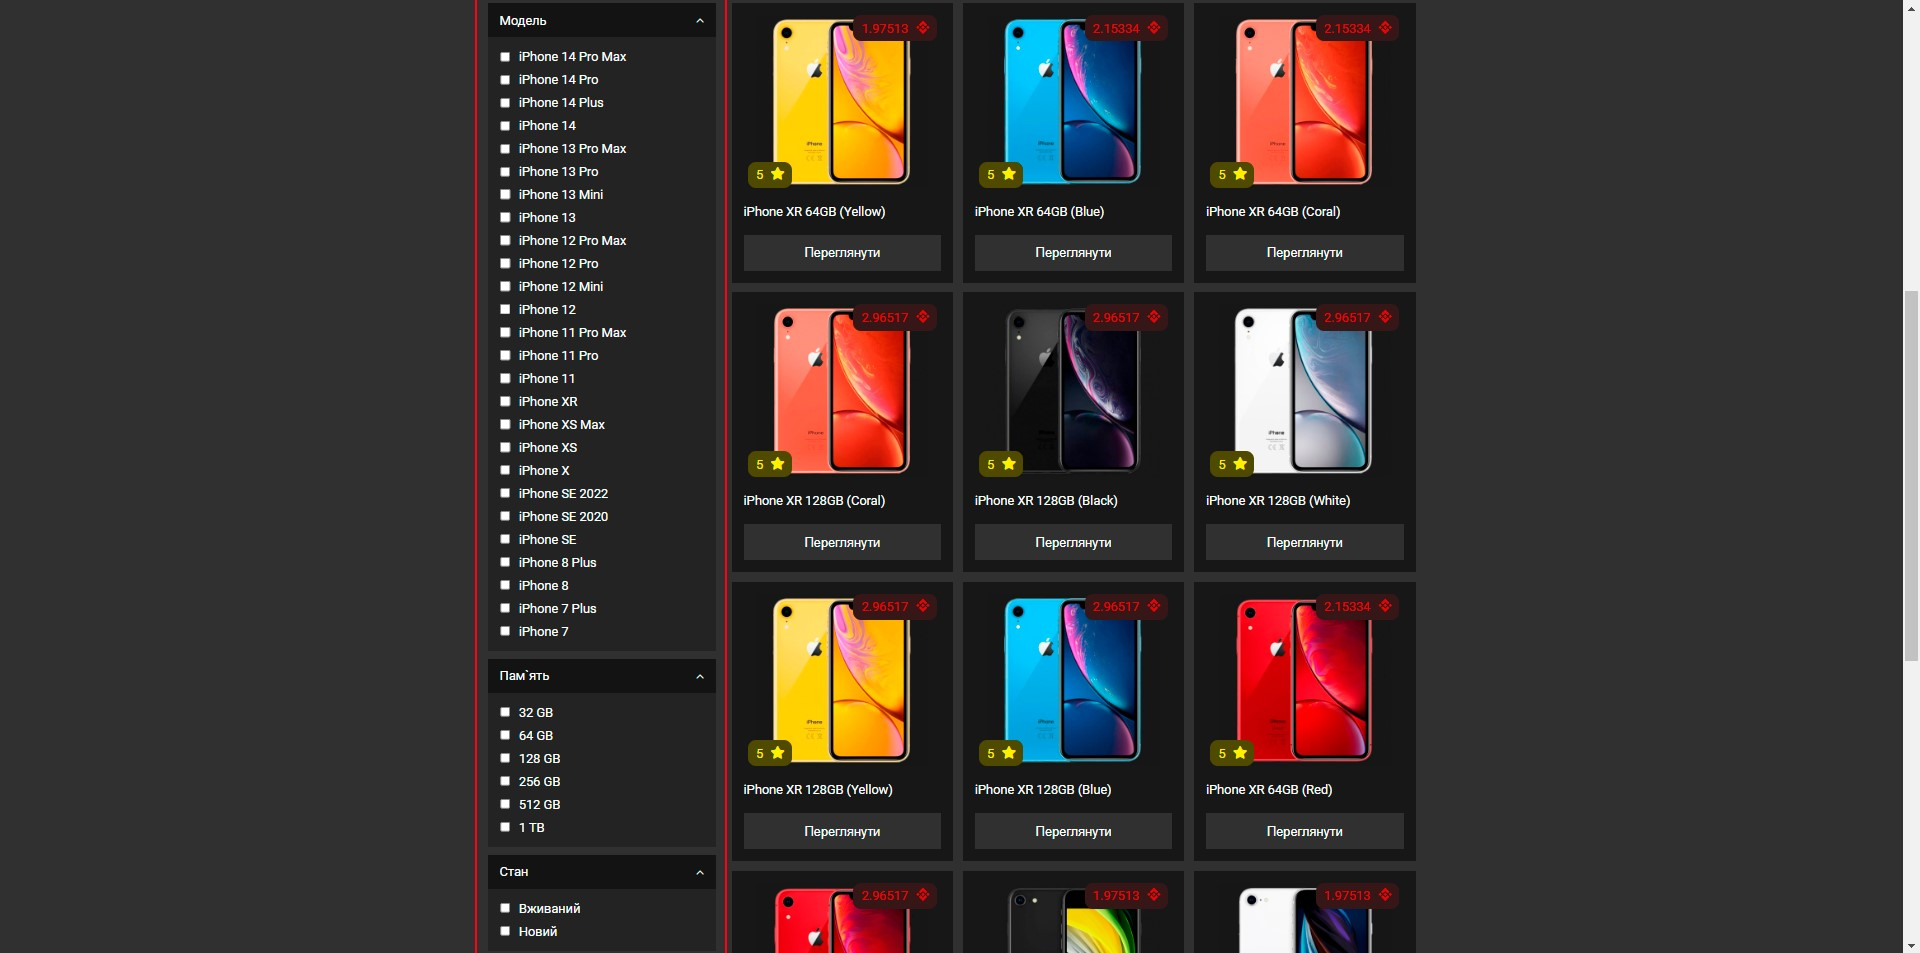 Модель
iPhone 14 Pro Max
iPhone 14 Pro
iPhone 14 Plus
iPhone 14
iPhone 13 Pro Max
iPhone 13 Pro
iPhone 13 Mini
iPhone 13
iPhone 12 Pro Max
iPhone 12 Pro
iPhone 12 Mini
iPhone 12
iPhone 11 Pro Max
iPhone 11 Pro
iPhone 11
iPhone XR
iPhone XS Max
iPhone XS
iPhone X
iPhone SE 2022
iPhone SE 2020
iPhone SE
iPhone 8 Plus
iPhone 8
iPhone 7 Plus
iPhone 7
Пам`ять
32 GB
64 GB
128 GB
256 GB
512 GB
1 TB
Стан
Вживаний
Новий
1.97513
5
iPhone XR 64GB (Yellow)
Переглянути
2.15334
5
iPhone XR 64GB (Blue)
Переглянути
2.15334
5
iPhone XR 64GB (Coral)
Переглянути
2.96517
5
iPhone XR 128GB (Coral)
Переглянути
2.96517
5
iPhone XR 128GB (Black)
Переглянути
2.96517
5
iPhone XR 128GB (White)
Переглянути
2.96517
5
iPhone XR 128GB (Yellow)
Переглянути
2.96517
5
iPhone XR 128GB (Blue)
Переглянути
2.15334
5
iPhone XR 64GB (Red)
Переглянути
2.96517
1.97513
1.97513